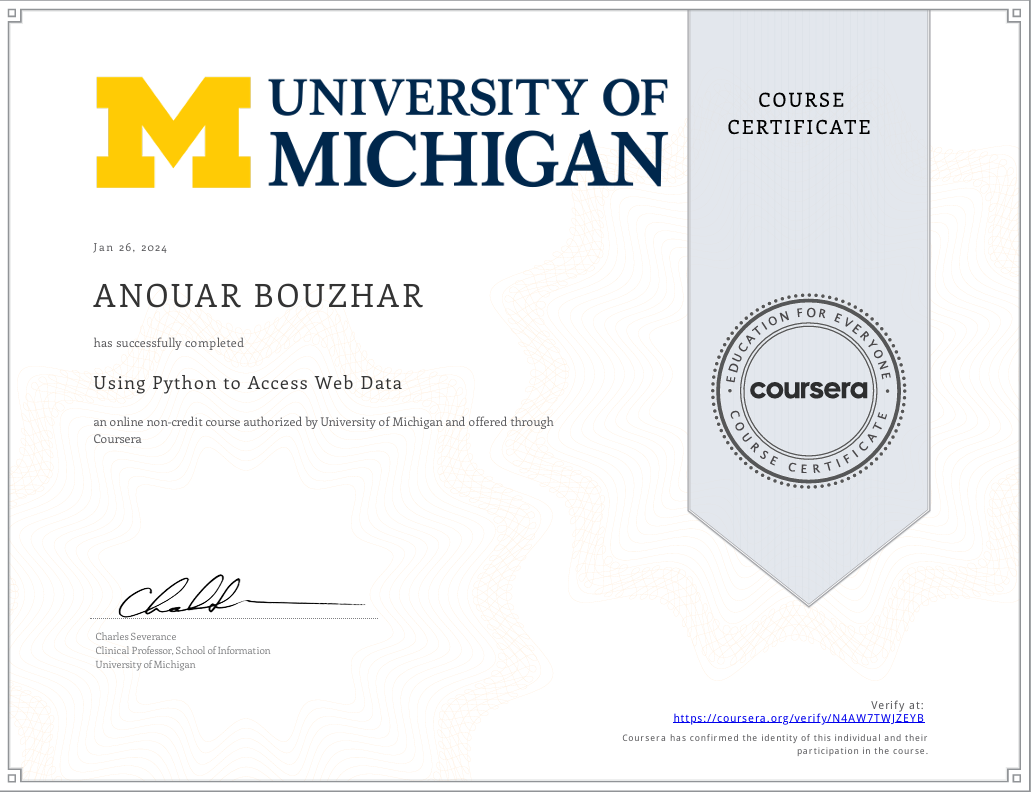 UNIVERSITY OF
MICHIGAN
COURSE
CERTIFICATE
Jan 26, 2024
ANOUAR BOUZHAR
has successfully completed
Using Python to Access Web Data
an online non-credit course authorized by University of Michigan and offered through
Coursera
EDUCATION FOR EVERYONE
coursera
COURSE CERTIFICATE
Charles Severance
Clinical Professor, School of Information
University of Michigan
Verify at:
https://coursera.org/verify/N4AW7TWJZEYB
Coursera has confirmed the identity of this individual and their
participation in the course.